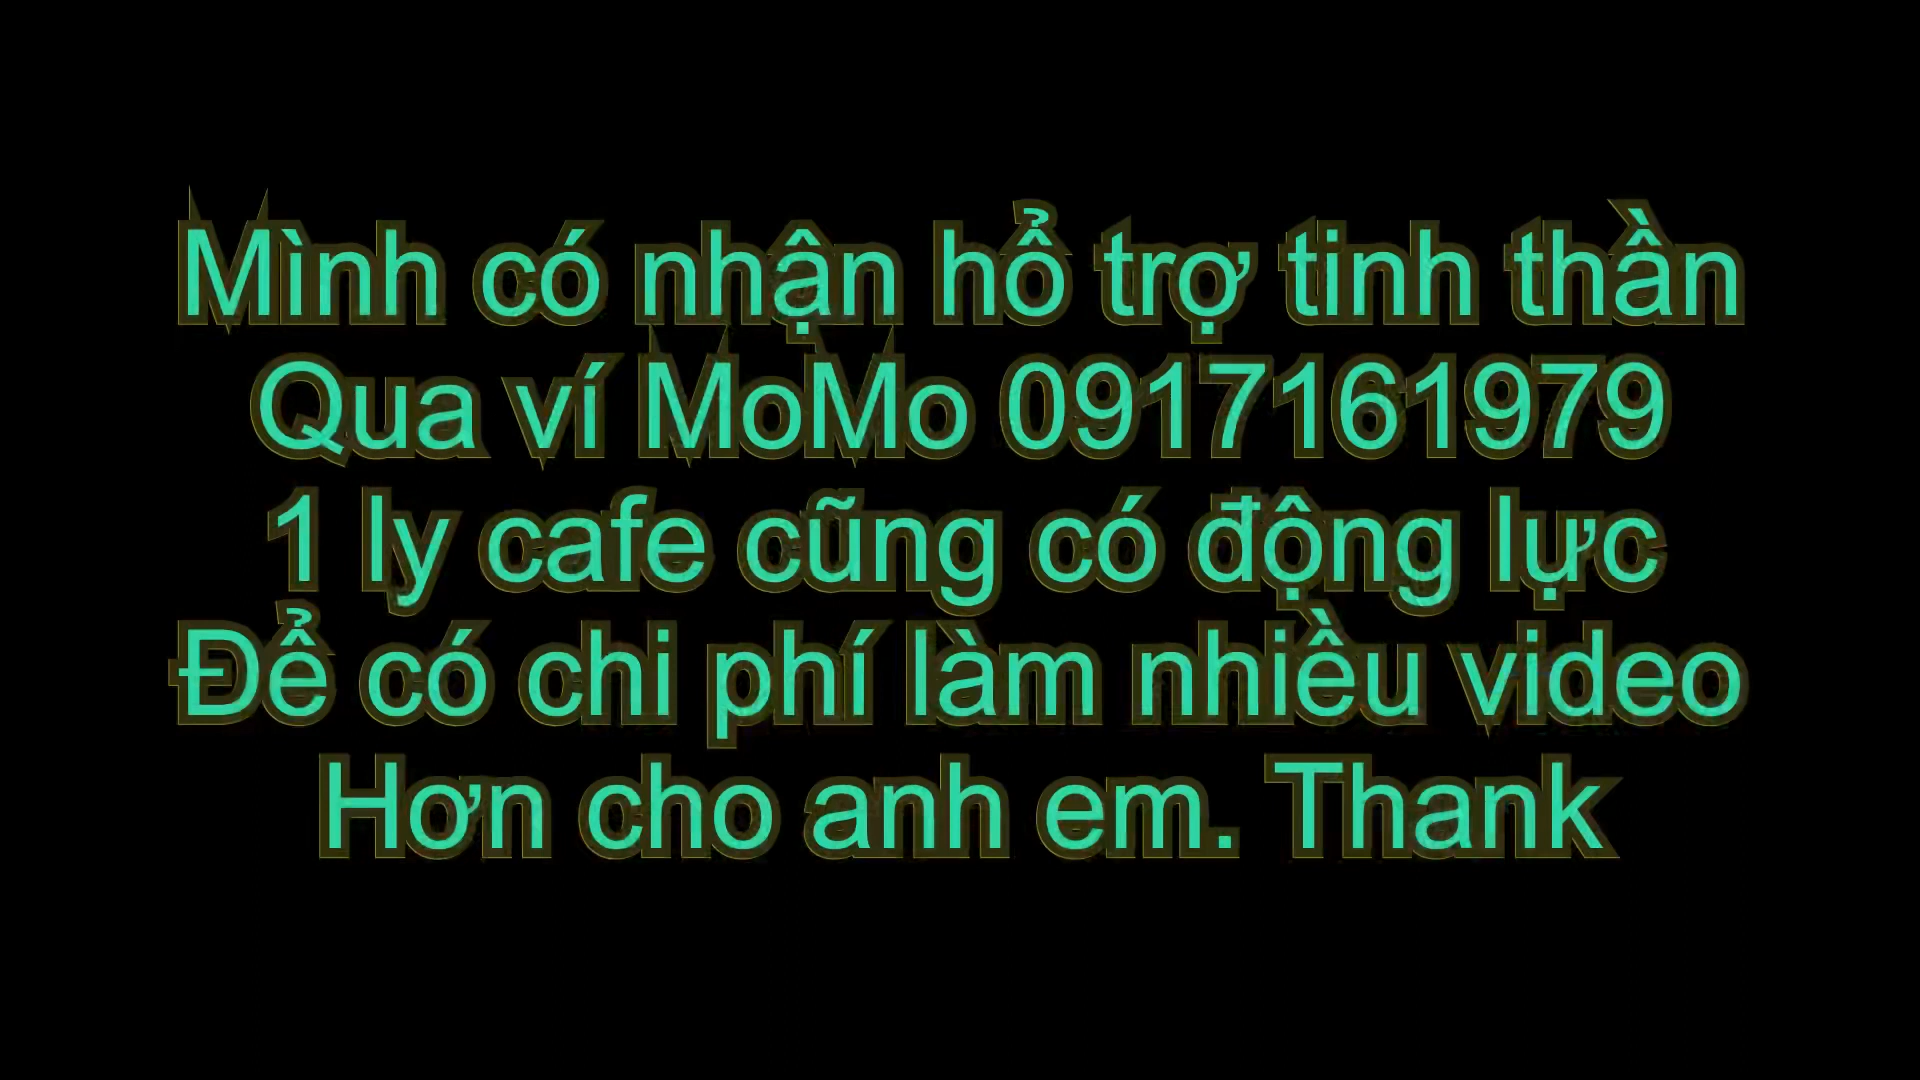 Mình có nhận hổ trợ tinh thần
Qua ví MoMo 0917161979
1 ly cafe cũng có động lực
Để có chi phí làm nhiều video
Hơn cho anh em. Thank